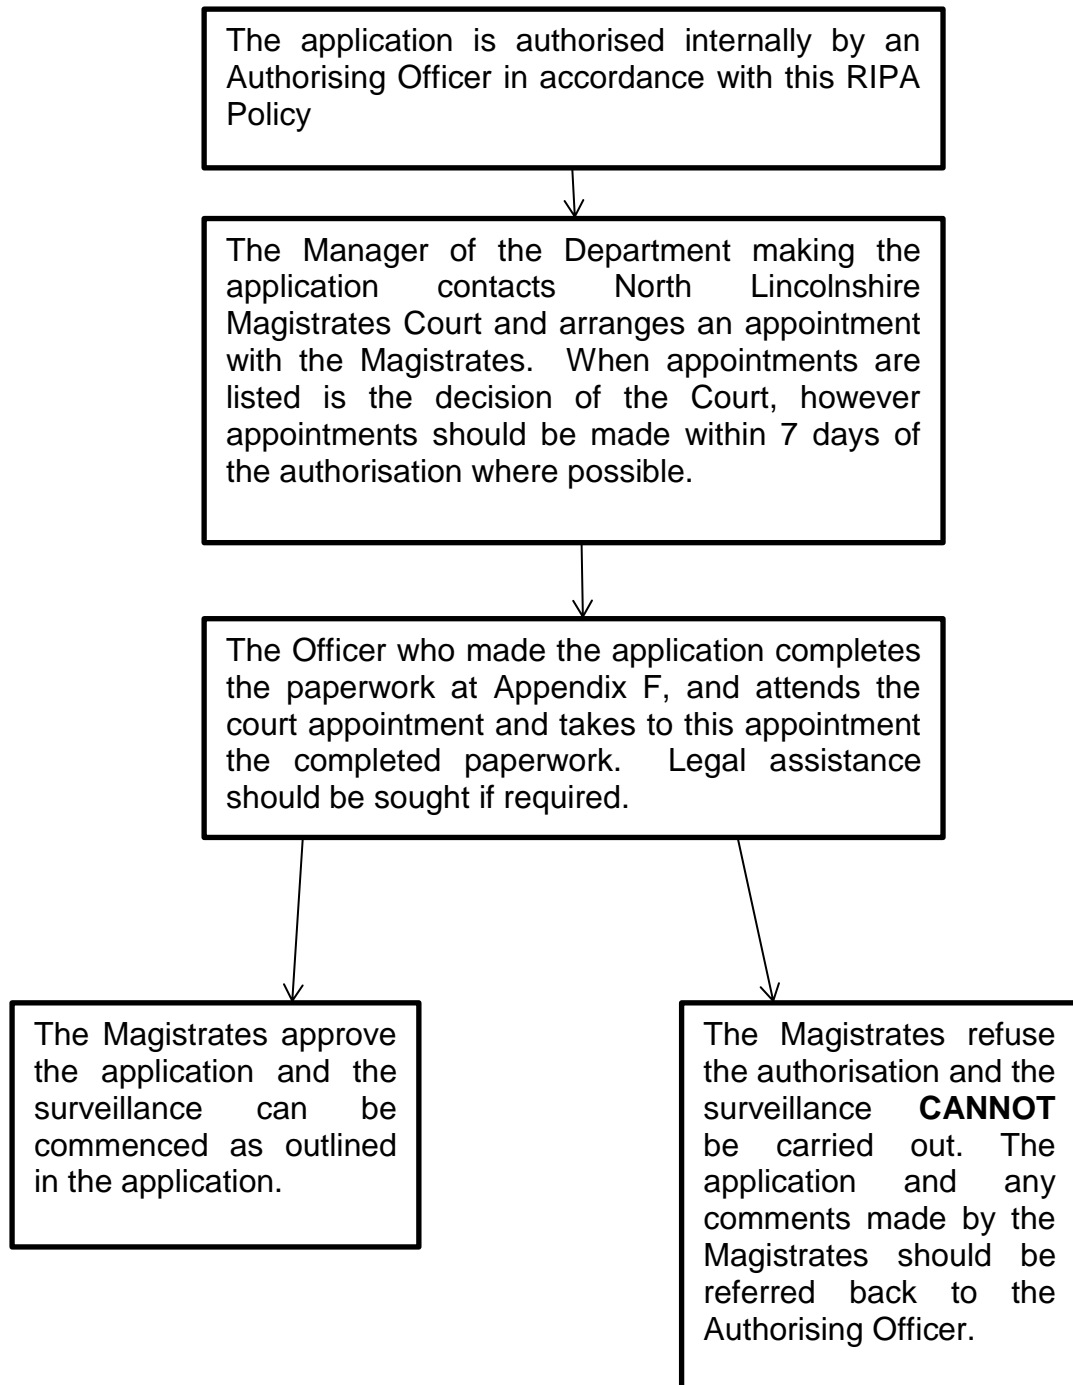 The application is authorised internally by an
Authorising Officer in accordance with this RIPA
Policy
The Manager of the Department making the
application contacts North Lincolnshire
Magistrates Court and arranges an appointment
with the Magistrates. When appointments are
listed is the decision of the Court, however
appointments should be made within 7 days of
the authorisation where possible.
The Officer who made the application completes
the paperwork at Appendix F, and attends the
court appointment and takes to this appointment
the completed paperwork. Legal assistance
should be sought if required.
The Magistrates approve
the application and the
surveillance can be
commenced as outlined
in the application.
The Magistrates refuse
the authorisation and the
surveillance CANNOT
be carried out. The
application and any
comments made by the
Magistrates should be
referred back to the
Authorising Officer.